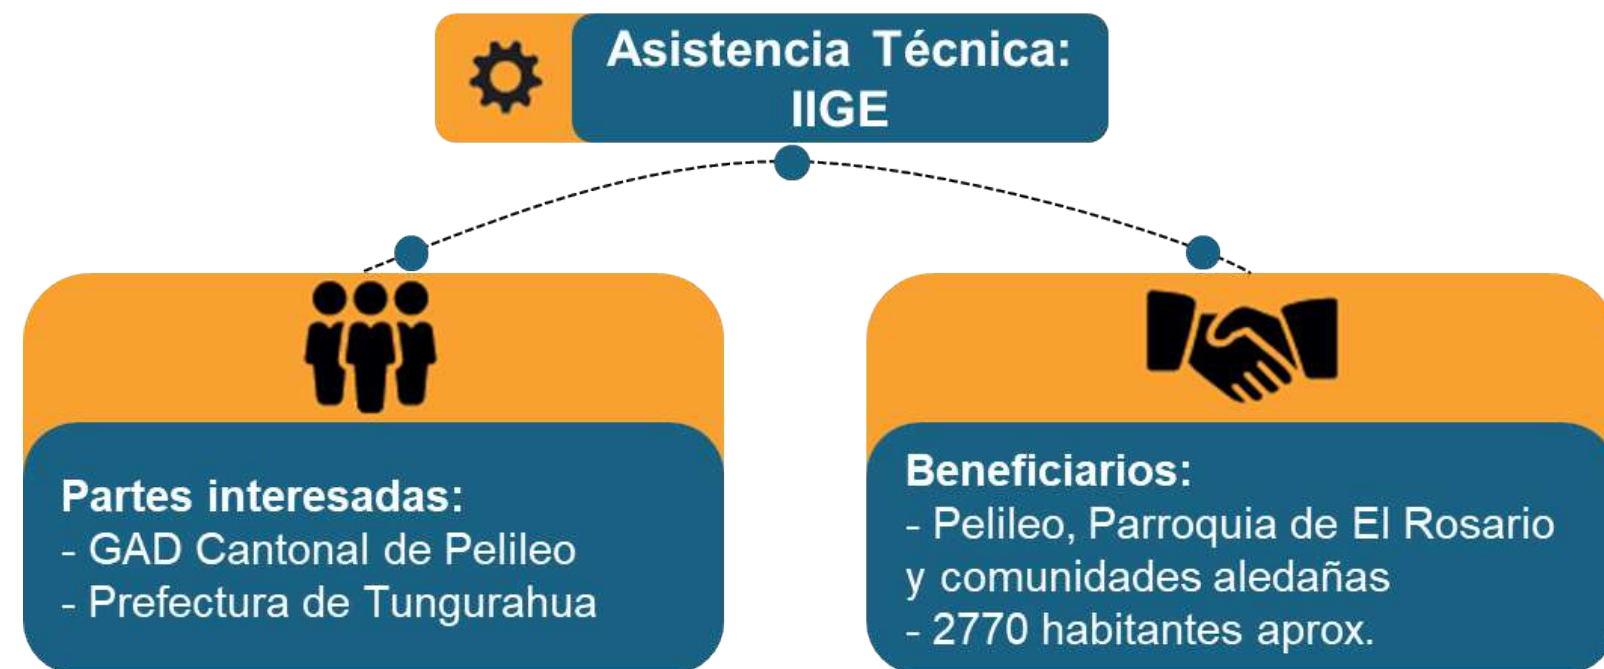 Asistencia Técnica:
IIGE
Partes interesadas:
- GAD Cantonal de Pelileo
- Prefectura de Tungurahua
Beneficiarios:
- Pelileo, Parroquia de El Rosario
y comunidades aledañas
- 2770 habitantes aprox.